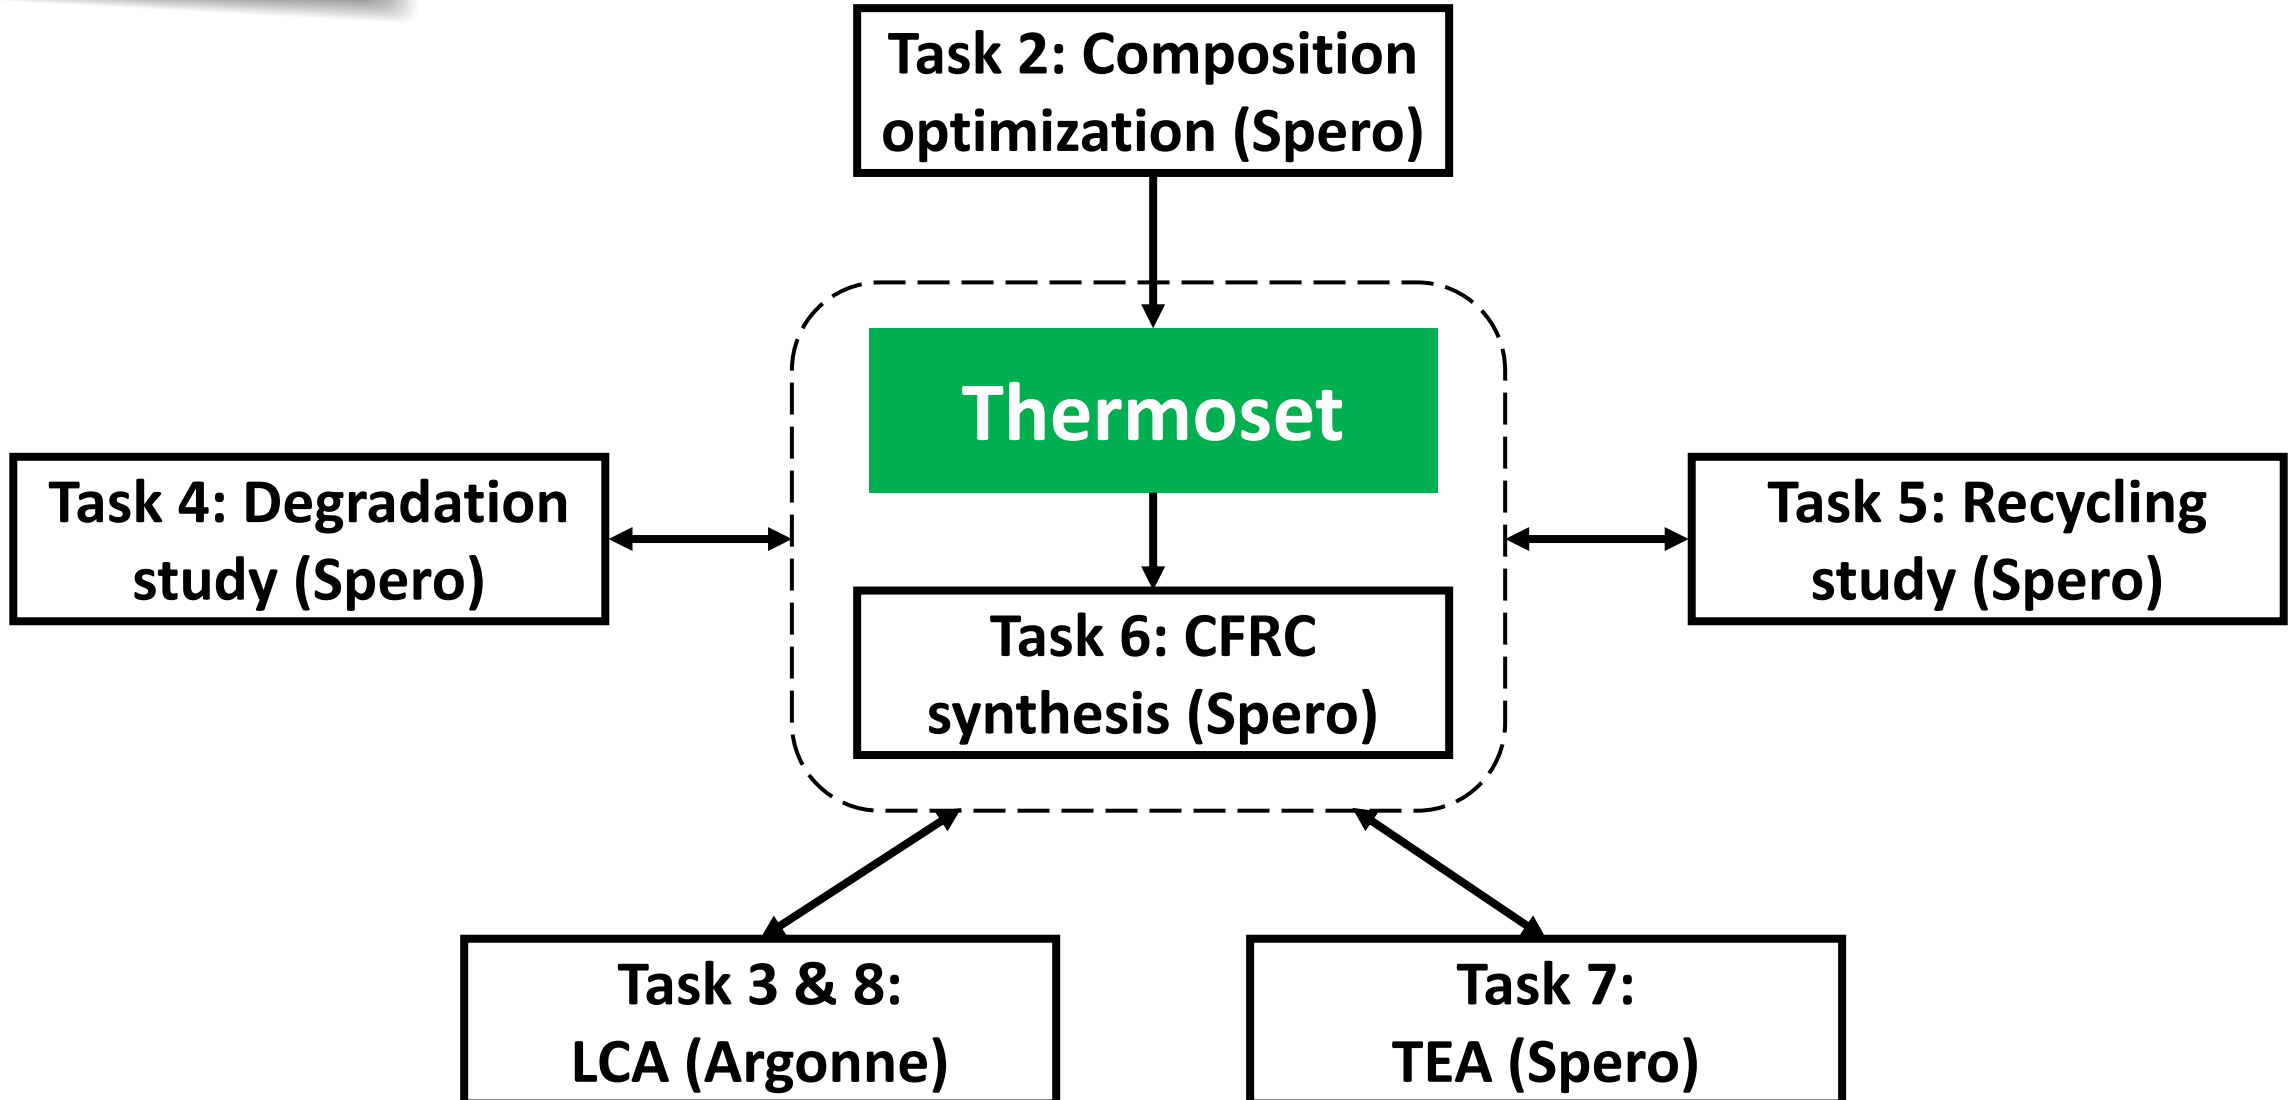 Task 2: Composition
optimization (Spero)
Thermoset
Task 4: Degradation
study (Spero)
Task 5: Recycling
study (Spero)
Task 6: CFRC
synthesis (Spero)
Task 3 & 8:
LCA (Argonne)
Task 7:
TEA (Spero)